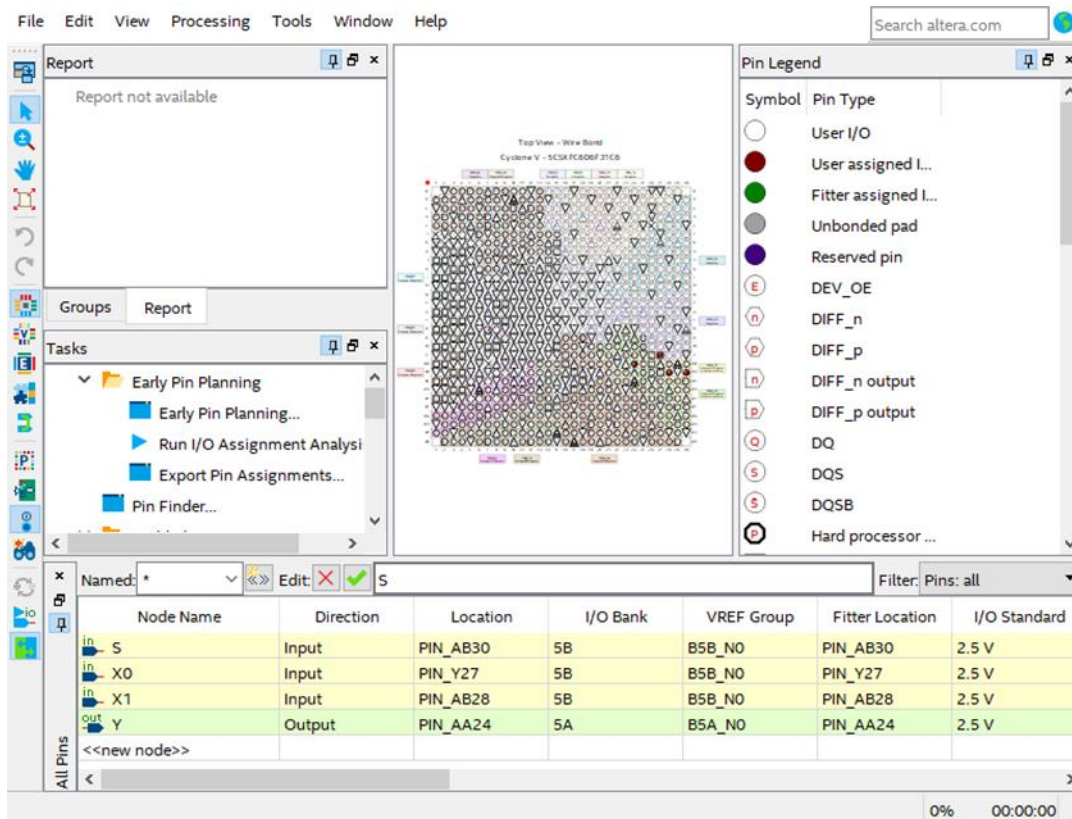 File Edit View Processing Tools Window Help
Search altera.com
Report
Report not available
Groups Report
Tasks
Early Pin Planning
Early Pin Planning...
Run I/O Assignment Analysi
Export Pin Assignments...
Pin Finder...
Top View - Wire Bond
Cyclone V - 5CSXFC6D6F31C6
Pin Legend
Symbol Pin Type
User I/O
User assigned I...
Fitter assigned I...
Unbonded pad
Reserved pin
E DEV_OE
n DIFF_n
p DIFF_p
n DIFF_n output
p DIFF_p output
Q DQ
S DQS
S DQSB
P Hard processor ...
Named: * Edit: S Filter: Pins: all
Node Name Direction Location I/O Bank VREF Group Fitter Location I/O Standard
in S Input PIN_AB30 5B B5B_N0 PIN_AB30 2.5 V
in X0 Input PIN_Y27 5B B5B_N0 PIN_Y27 2.5 V
in X1 Input PIN_AB28 5B B5B_N0 PIN_AB28 2.5 V
out Y Output PIN_AA24 5A B5A_N0 PIN_AA24 2.5 V
<<new node>>
All Pins
0% 00:00:00